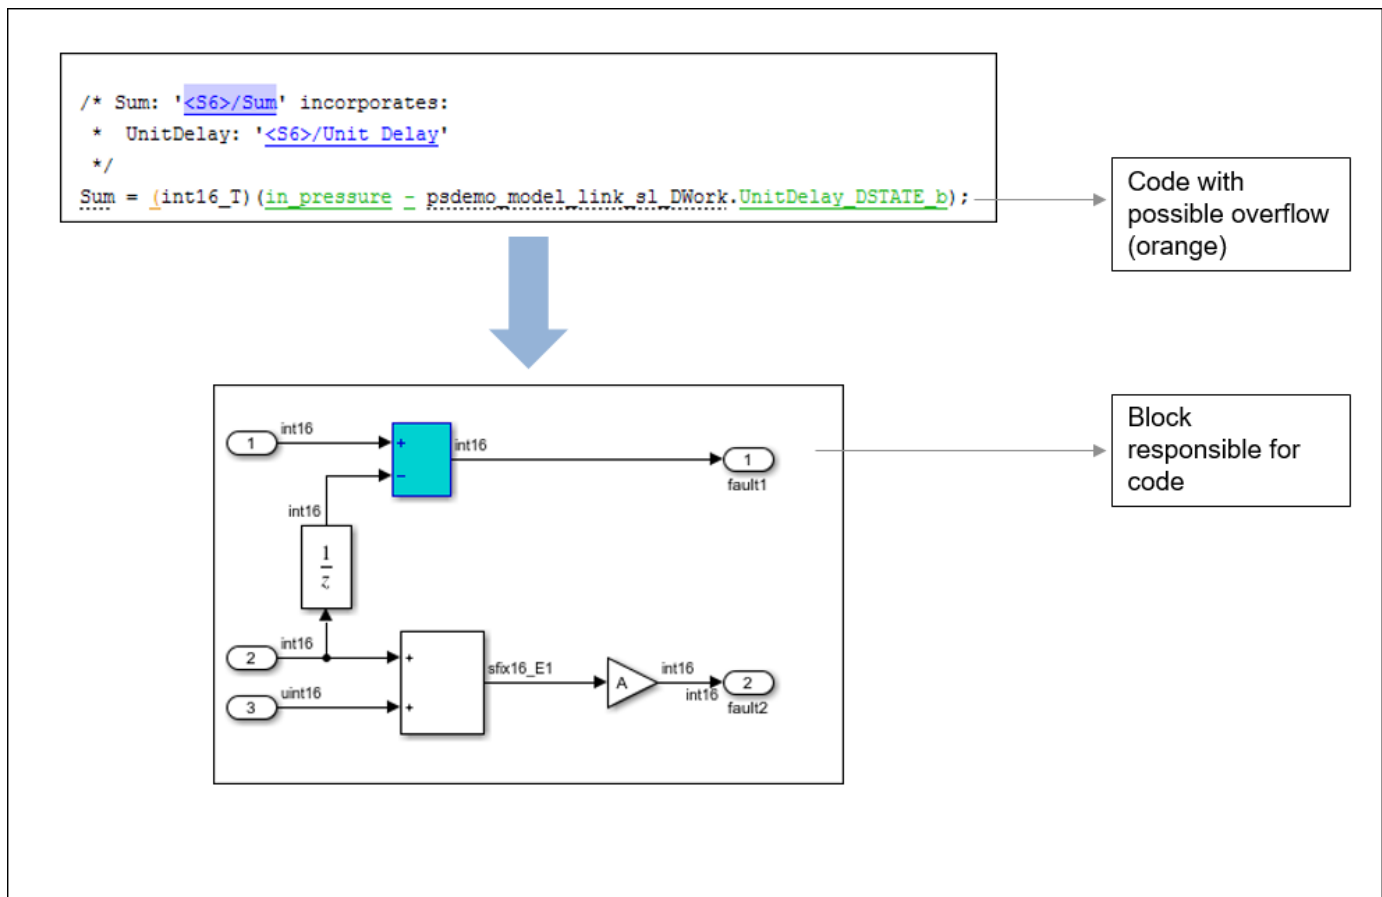 /* Sum: '<S6>/Sum' incorporates:
*  UnitDelay: '<S6>/Unit Delay'
*/
Sum = (int16_T)(in_pressure - psdemo_model_link_sl_DWork.UnitDelay_DSTATE_b);
Code with
possible overflow
(orange)
Block
responsible for
code
1
int16
+
−
int16
1
fault1
int16
1
z
2
int16
3
uint16
+
+
sfix16_E1
A
int16
int16
2
fault2